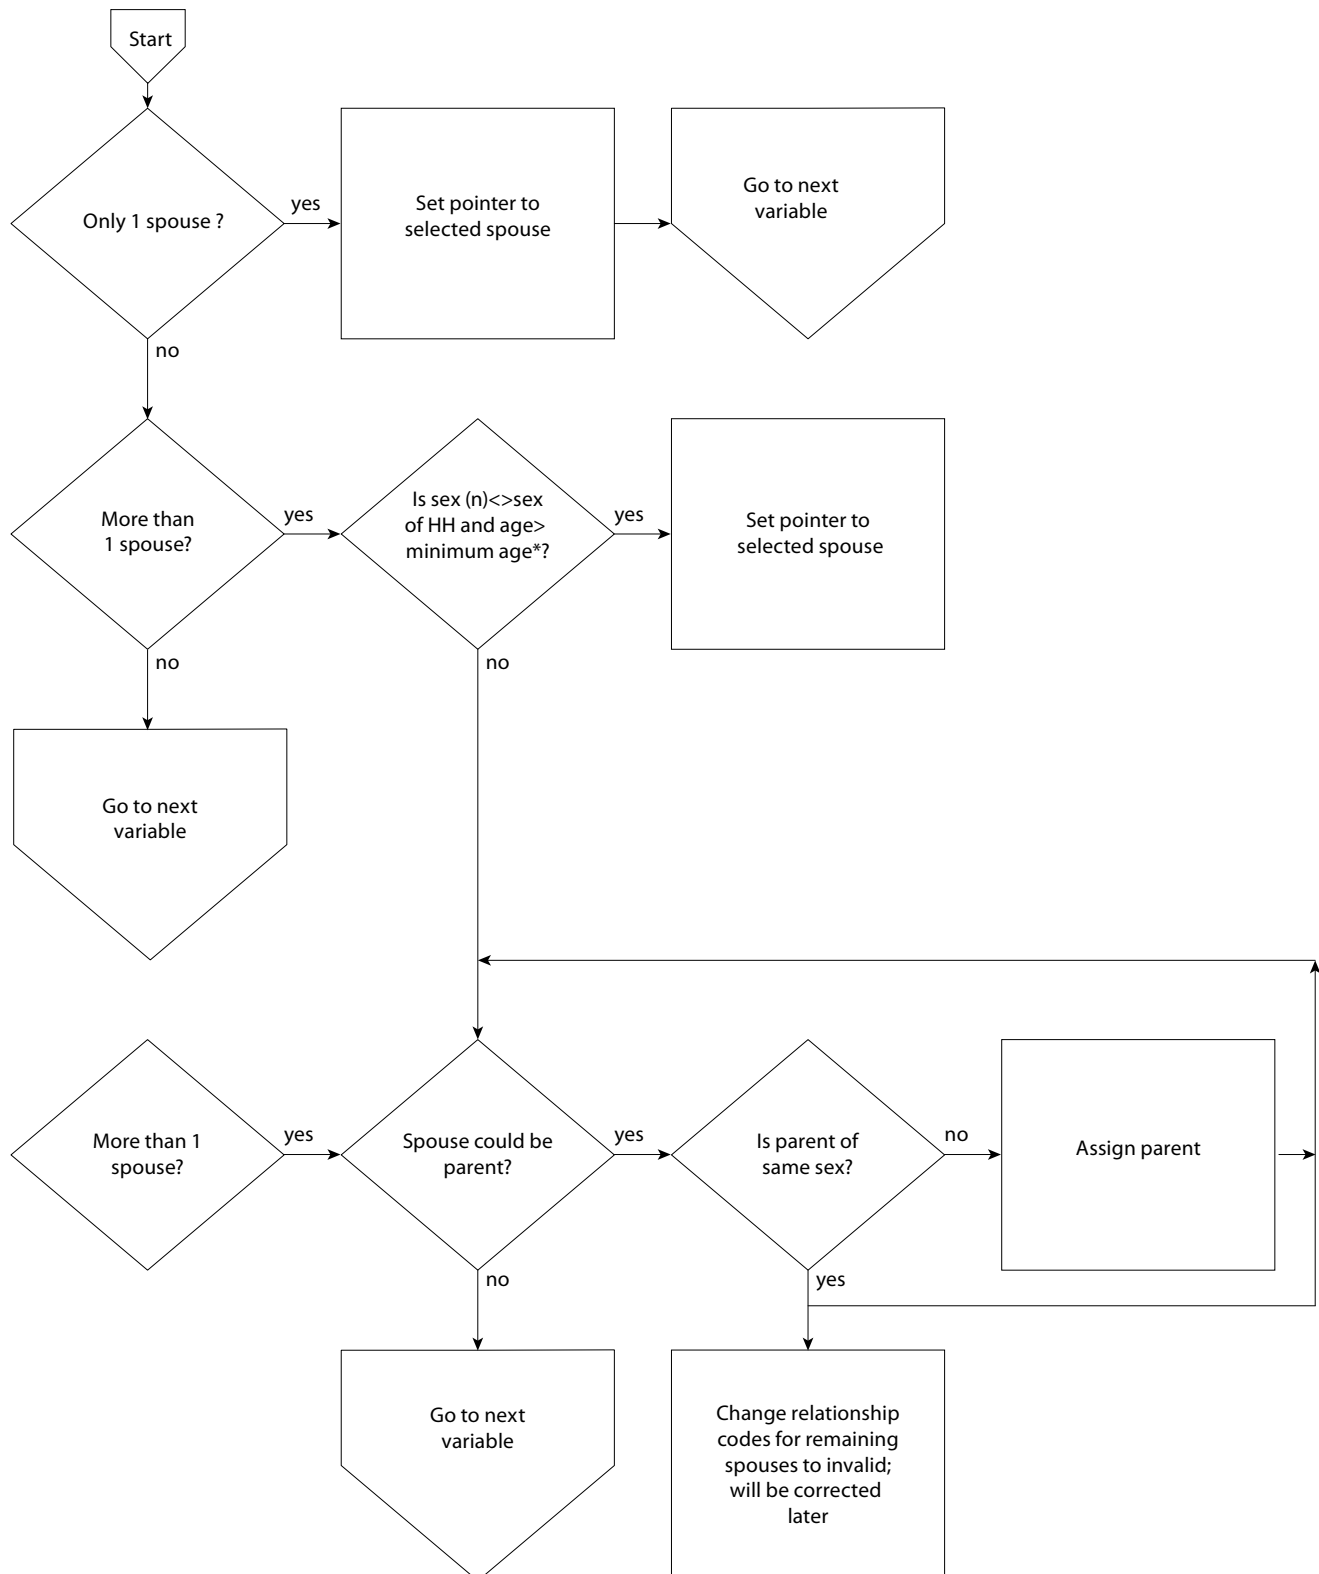 Start
Only 1 spouse ?
yes
Set pointer to
selected spouse
Go to next
variable
no
More than
1 spouse?
yes
Is sex (n)<>sex
of HH and age>
minimum age*?
yes
Set pointer to
selected spouse
no
no
Go to next
variable
More than 1
spouse?
yes
Spouse could be
parent?
yes
Is parent of
same sex?
no
Assign parent
no
yes
Go to next
variable
Change relationship
codes for remaining
spouses to invalid;
will be corrected
later